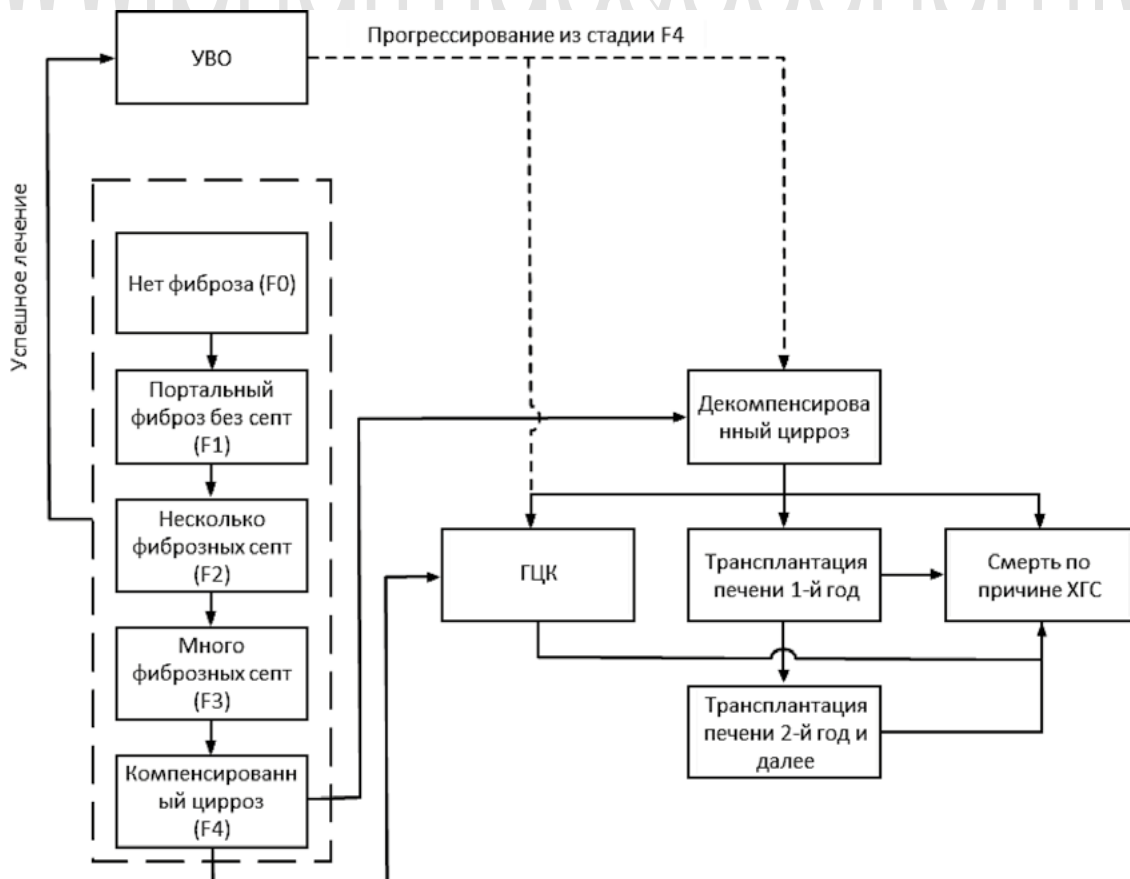 Прогрессирование из стадии F4
УВО
Успешное лечение
Нет фиброза (F0)
Портальный
фиброз без септ
(F1)
Несколько
фиброзных септ
(F2)
Много
фиброзных септ
(F3)
Компенсированн
ый цирроз
(F4)
Декомпенсирова
нный цирроз
ГЦК
Трансплантация
печени 1-й год
Смерть по
причине ХГС
Трансплантация
печени 2-й год и
далее